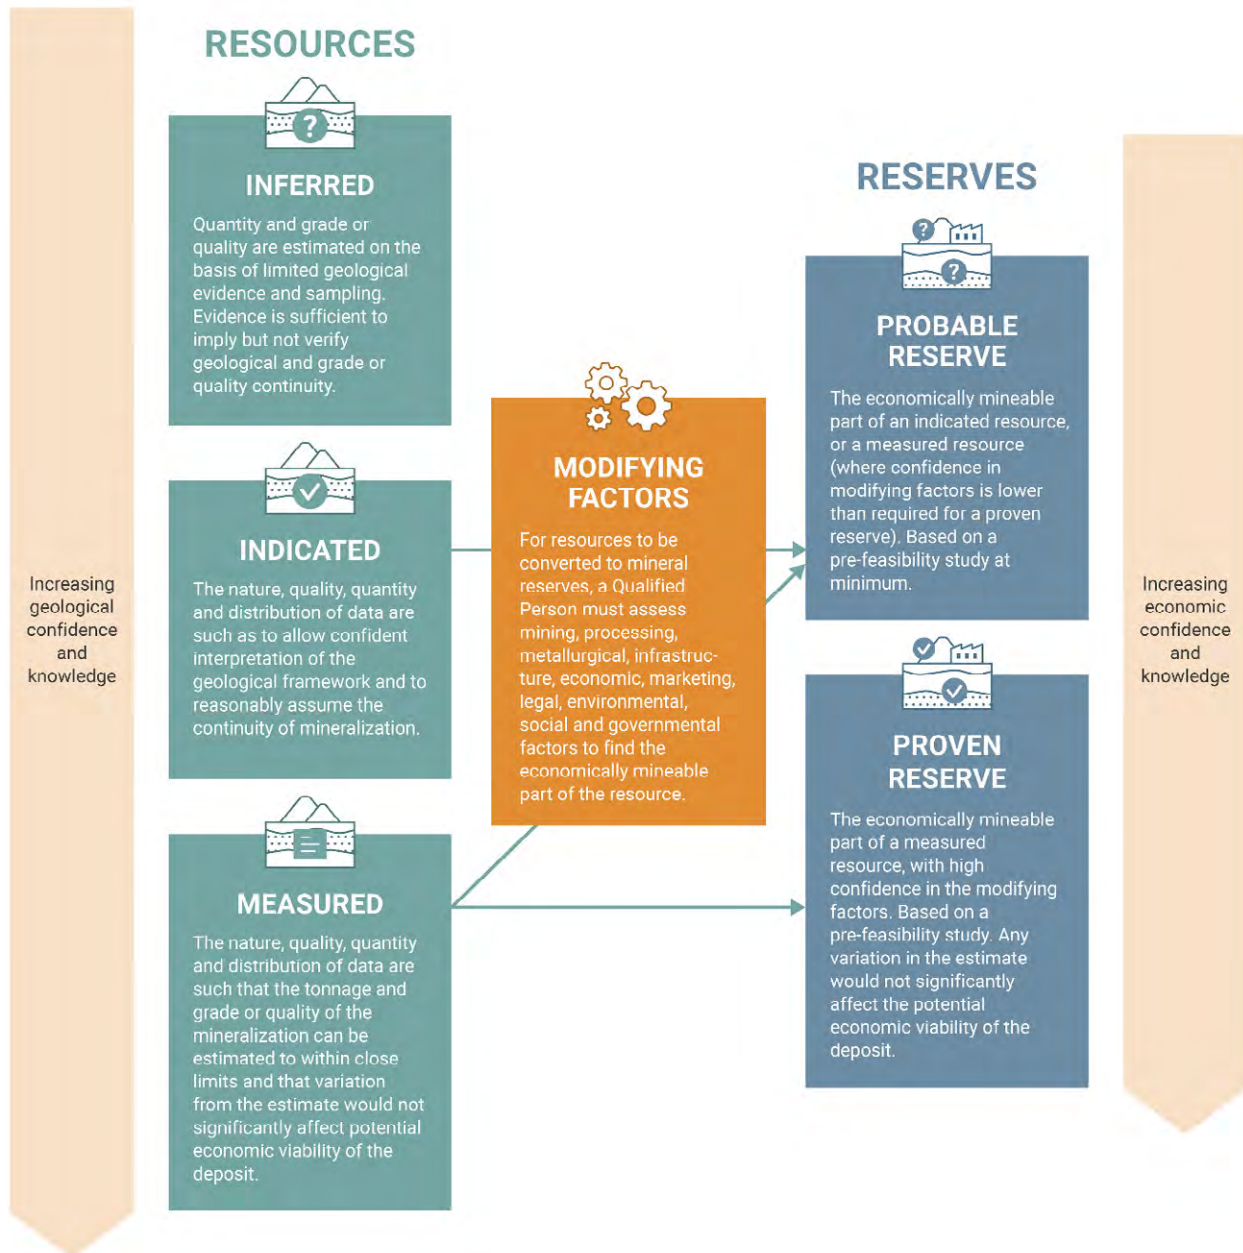 RESOURCES
INFERRED
Quantity and grade or
quality are estimated on the
basis of limited geological
evidence and sampling.
Evidence is sufficient to
imply but not verify
geological and grade or
quality continuity.
INDICATED
The nature, quality, quantity
and distribution of data are
such as to allow confident
interpretation of the
geological framework and to
reasonably assume the
continuity of mineralization.
MEASURED
The nature, quality, quantity
and distribution of data are
such that the tonnage and
grade or quality of the
mineralization can be
estimated to within close
limits and that variation
from the estimate would not
significantly affect potential
economic viability of the
deposit.
Increasing
geological
confidence
and
knowledge
MODIFYING
FACTORS
For resources to be
converted to mineral
reserves, a Qualified
Person must assess
mining, processing,
metallurgical, infrastruc-
ture, economic, marketing,
legal, environmental,
social and governmental
factors to find the
economically mineable
part of the resource.
RESERVES
PROBABLE
RESERVE
The economically mineable
part of an indicated resource,
or a measured resource
(where confidence in
modifying factors is lower
than required for a proven
reserve). Based on a
pre-feasibility study at
minimum.
PROVEN
RESERVE
The economically mineable
part of a measured
resource, with high
confidence in the modifying
factors. Based on a
pre-feasibility study. Any
variation in the estimate
would not significantly
affect the potential
economic viability of the
deposit.
Increasing
economic
confidence
and
knowledge